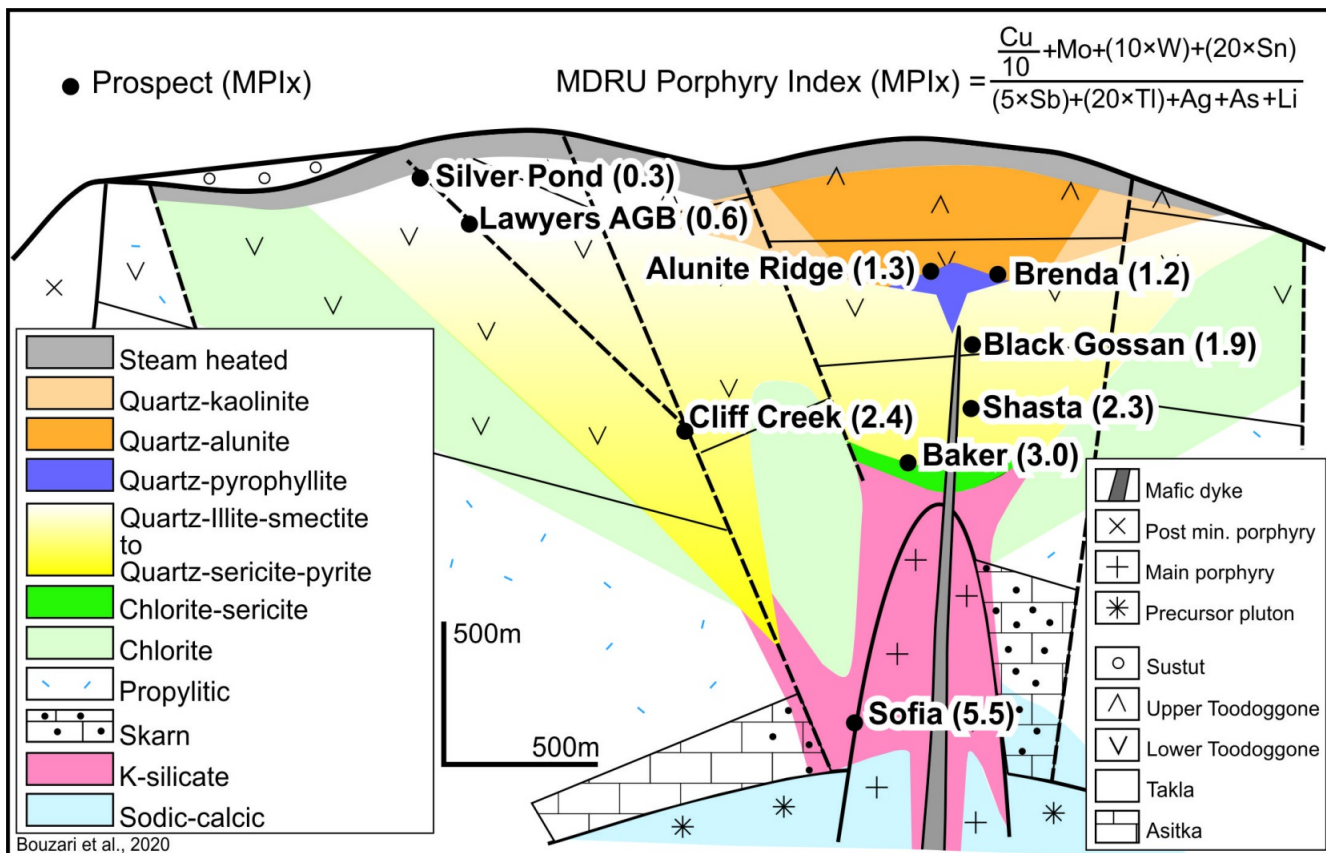 Prospect (MPIx)
MDRU Porphyry Index (MPIx) =
Cu
10
+Mo+(10×W)+(20×Sn)
(5×Sb)+(20×Tl)+Ag+As+Li
Silver Pond (0.3)
Lawyers AGB (0.6)
Alunite Ridge (1.3)
Brenda (1.2)
Black Gossan (1.9)
Shasta (2.3)
Cliff Creek (2.4)
Baker (3.0)
Sofia (5.5)
500m
500m
Steam heated
Quartz-kaolinite
Quartz-alunite
Quartz-pyrophyllite
Quartz-Illite-smectite
to
Quartz-sericite-pyrite
Chlorite-sericite
Chlorite
Propylitic
Skarn
K-silicate
Sodic-calcic
Bouzari et al., 2020
Mafic dyke
Post min. porphyry
Main porphyry
Precursor pluton
Sustut
Upper Toodoggone
Lower Toodoggone
Takla
Asitka